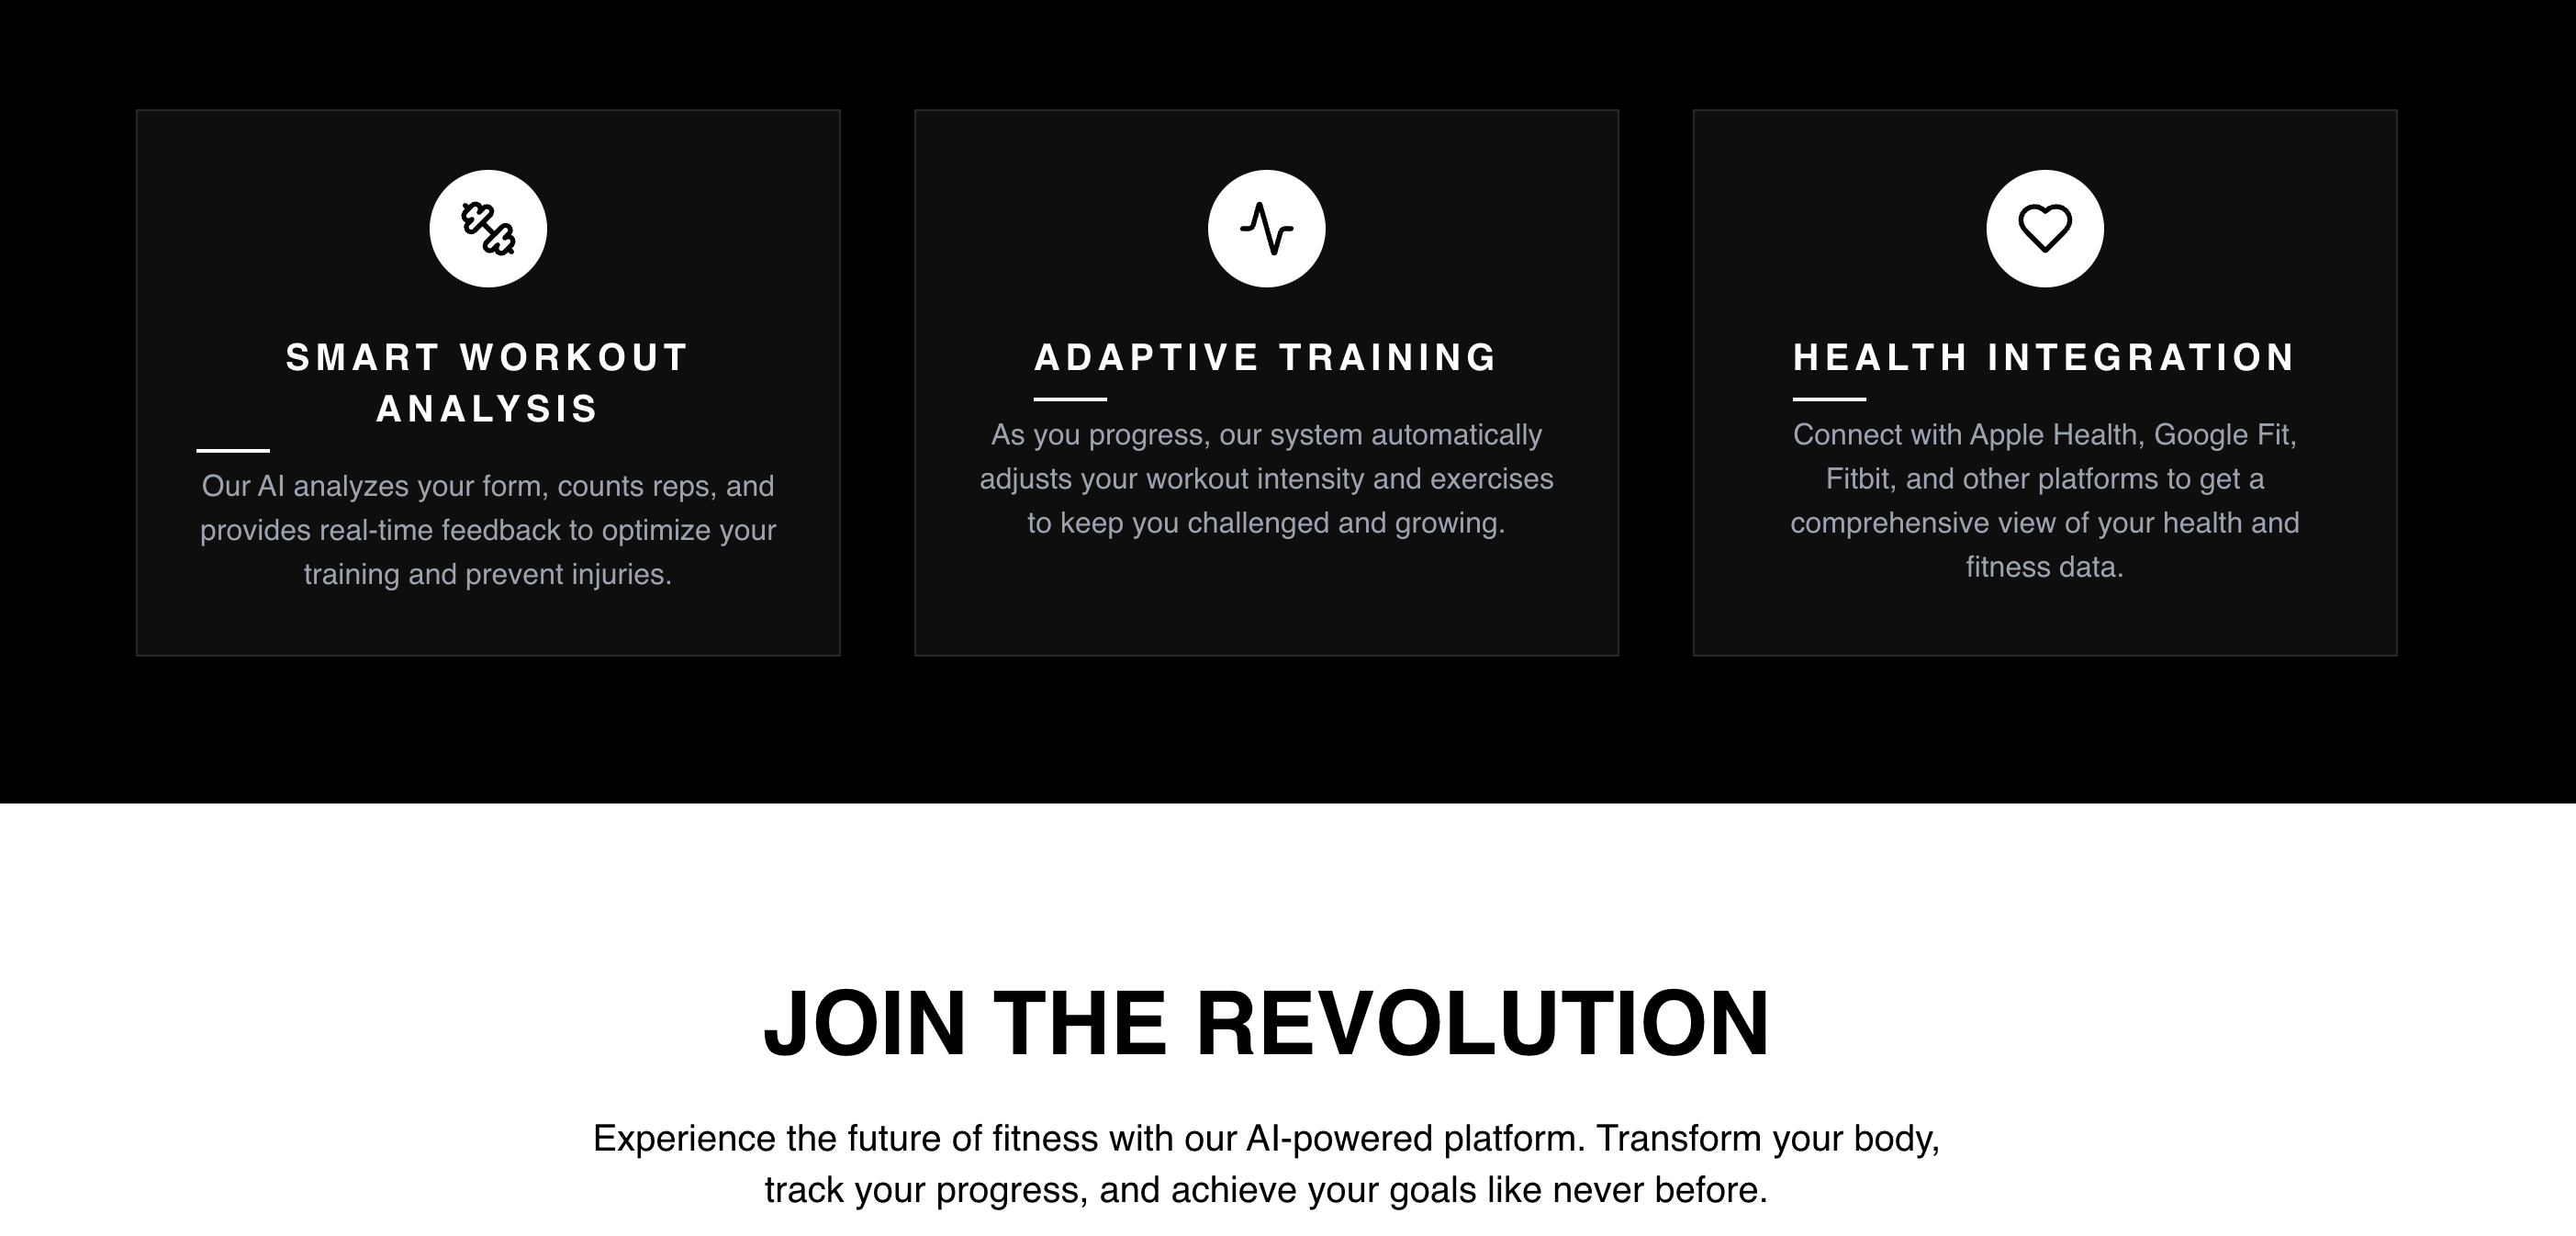 SMART WORKOUT
ANALYSIS
Our AI analyzes your form, counts reps, and
provides real-time feedback to optimize your
training and prevent injuries.
ADAPTIVE TRAINING
As you progress, our system automatically
adjusts your workout intensity and exercises
to keep you challenged and growing.
HEALTH INTEGRATION
Connect with Apple Health, Google Fit,
Fitbit, and other platforms to get a
comprehensive view of your health and
fitness data.
JOIN THE REVOLUTION
Experience the future of fitness with our AI-powered platform. Transform your body,
track your progress, and achieve your goals like never before.